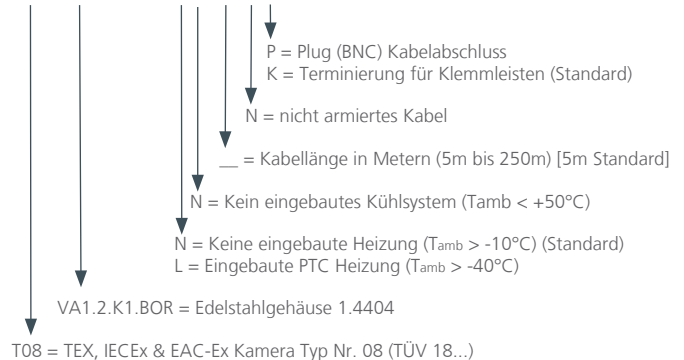 P = Plug (BNC) Kabelabschluss
K = Terminierung für Klemmleisten (Standard)
N = nicht armiertes Kabel
__ = Kabellänge in Metern (5m bis 250m) [5m Standard]
N = Kein eingebautes Kühlsystem (Tamb < +50°C)
N = Keine eingebaute Heizung (Tamb > -10°C) (Standard)
L = Eingebaute PTC Heizung (Tamb > -40°C)
VA1.2.K1.BOR = Edelstahlgehäuse 1.4404
T08 = TEX, IECEx & EAC-Ex Kamera Typ Nr. 08 (TÜV 18...)